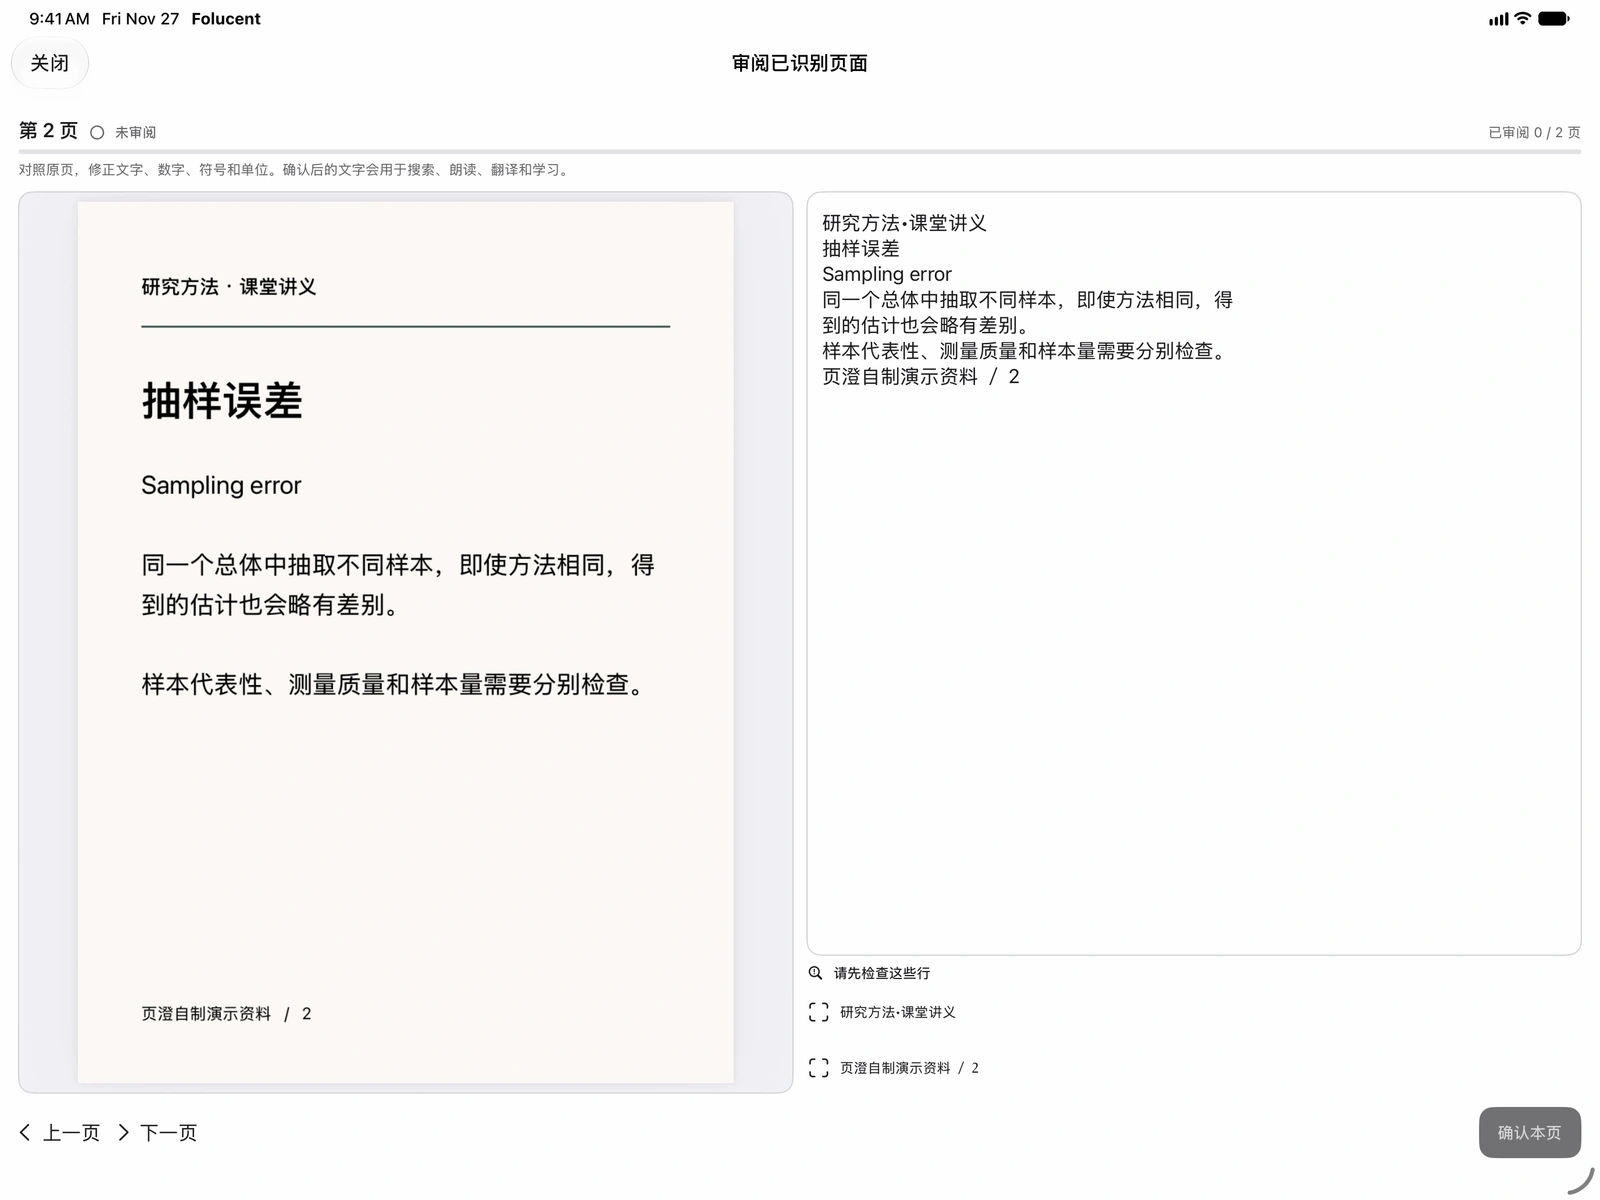 9:41 AM Fri Nov 27 Folucent
关闭
审阅已识别页面
第 2 页 未审阅
已审阅 0 / 2 页
对照原页，修正文字、数字、符号和单位。确认后的文字会用于搜索、朗读、翻译和学习。
研究方法 · 课堂讲义
抽样误差
Sampling error
同一个总体中抽取不同样本，即使方法相同，得
到的估计也会略有差别。
样本代表性、测量质量和样本量需要分别检查。
页澄自制演示资料 / 2
研究方法•课堂讲义
抽样误差
Sampling error
同一个总体中抽取不同样本，即使方法相同，得
到的估计也会略有差别。
样本代表性、测量质量和样本量需要分别检查。
页澄自制演示资料 / 2
请先检查这些行
研究方法•课堂讲义
页澄自制演示资料 / 2
上一页 下一页
确认本页